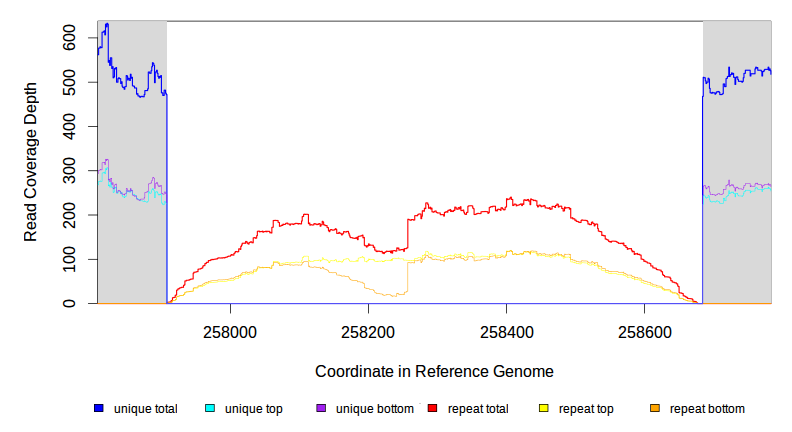 Read Coverage Depth
600
500
400
300
200
100
0
258000 258200 258400 258600
Coordinate in Reference Genome
unique total unique top unique bottom repeat total repeat top repeat bottom